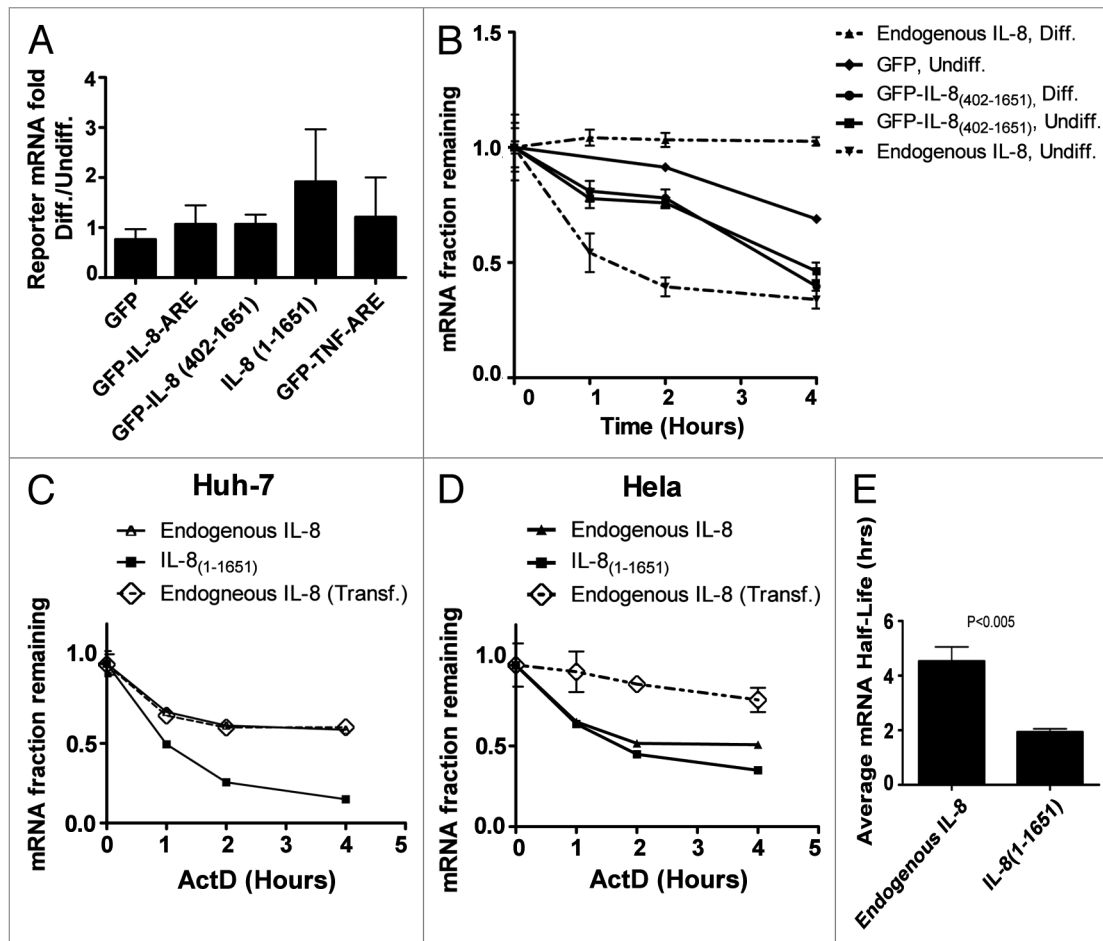 A
Reporter mRNA fold
Diff./Undiff.
4
3
2
1
0
GFP
GFP-IL-8-ARE
GFP-IL-8 (402-1651)
IL-8 (1-1651)
GFP-TNF-ARE
B
mRNA fraction remaining
1.5
1.0
0.5
0.0
0 1 2 3 4
Time (Hours)
Endogenous IL-8, Diff.
GFP, Undiff.
GFP-IL-8(402-1651), Diff.
GFP-IL-8(402-1651), Undiff.
Endogenous IL-8, Undiff.
C
Huh-7
Endogenous IL-8
IL-8(1-1651)
Endogneous IL-8 (Transf.)
mRNA fraction remaining
1.0
0.5
0.0
0 1 2 3 4 5
ActD (Hours)
D
Hela
Endogenous IL-8
IL-8(1-1651)
Endogenous IL-8 (Transf.)
mRNA fraction remaining
1.0
0.5
0.0
0 1 2 3 4 5
ActD (Hours)
E
Average mRNA Half-Life (hrs)
P<0.005
6
4
2
0
Endogenous IL-8
IL-8(1-1651)